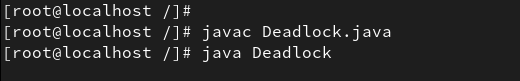 [root@localhost /]#
[root@localhost /]# javac Deadlock.java
[root@localhost /]# java Deadlock